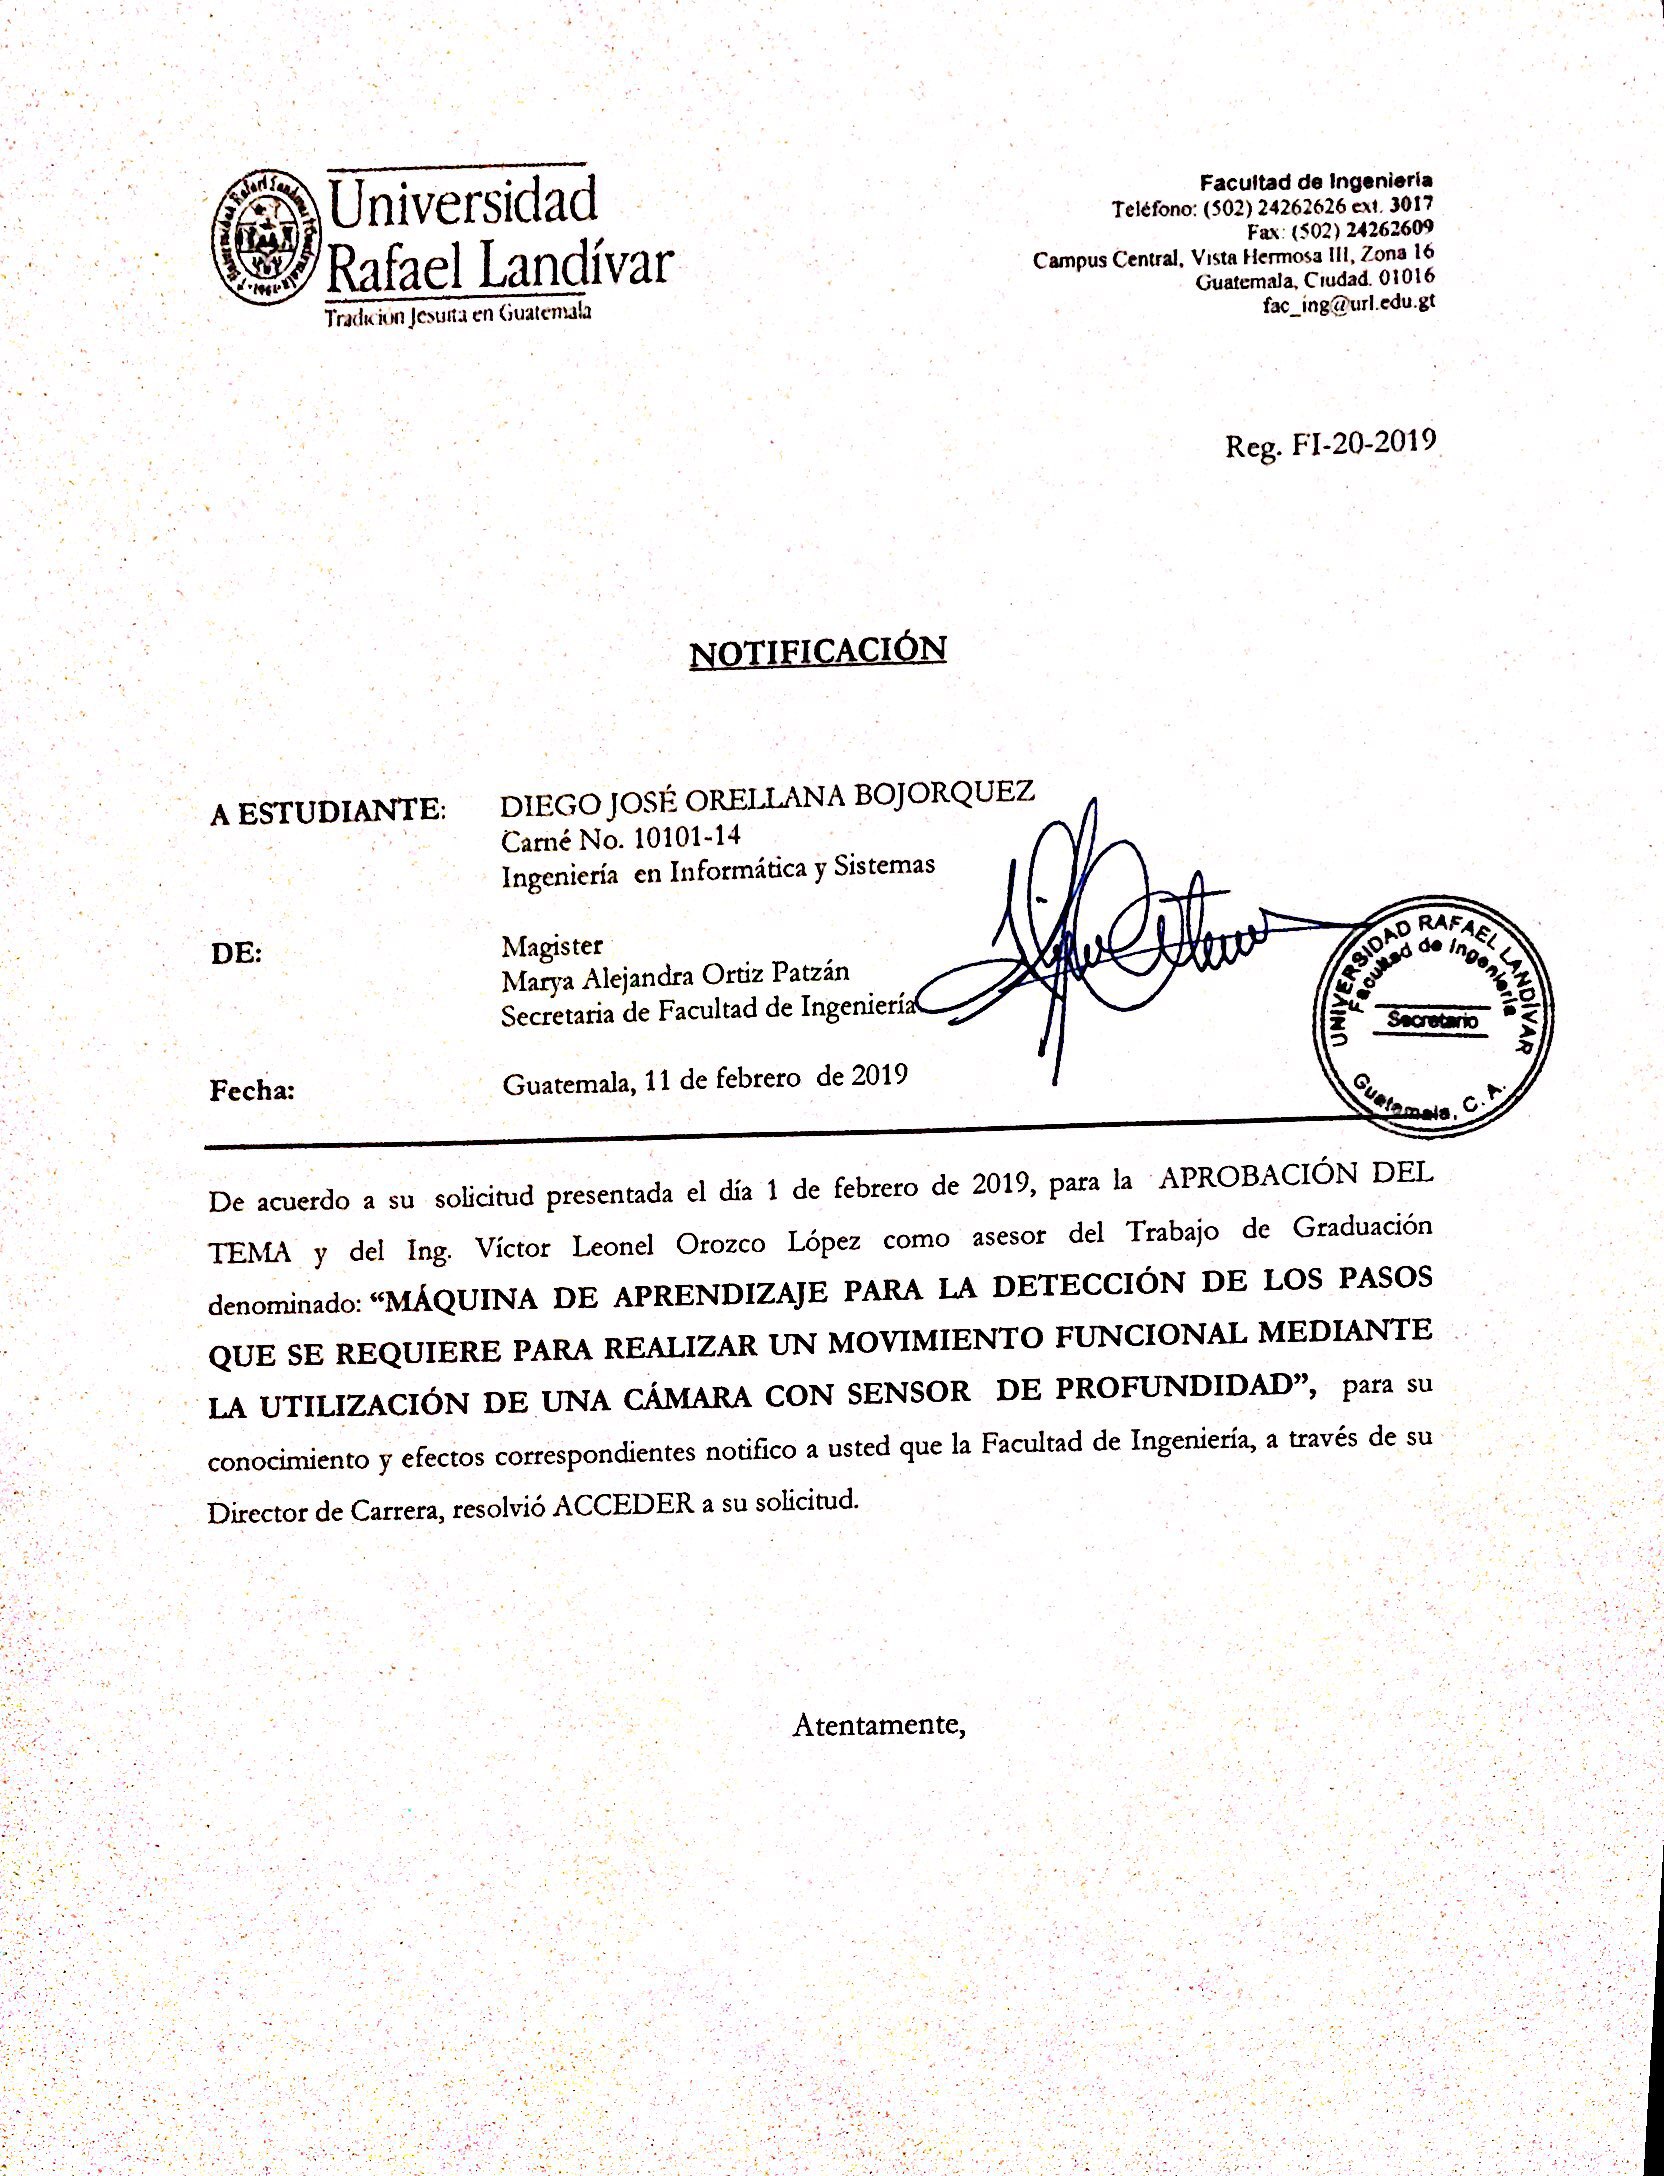 Universidad
Rafael Landívar
Tradición Jesuita en Guatemala
Facultad de Ingeniería
Teléfono: (502) 24262626 ext. 3017
Fax: (502) 24262609
Campus Central, Vista Hermosa III, Zona 16
Guatemala, Ciudad. 01016
fac_ing@url.edu.gt
Reg. FI-20-2019
NOTIFICACIÓN
A ESTUDIANTE: DIEGO JOSÉ ORELLANA BOJORQUEZ
Carné No. 10101-14
Ingeniería en Informática y Sistemas
DE: Magister
Marya Alejandra Ortiz Patzán
Secretaria de Facultad de Ingeniería
UNIVERSIDAD RAFAEL LANDÍVAR
Facultad de Ingeniería
Secretario
Guatemala, C. A.
Fecha: Guatemala, 11 de febrero de 2019
De acuerdo a su solicitud presentada el día 1 de febrero de 2019, para la APROBACIÓN DEL
TEMA y del Ing. Víctor Leonel Orozco López como asesor del Trabajo de Graduación
denominado: “MÁQUINA DE APRENDIZAJE PARA LA DETECCIÓN DE LOS PASOS
QUE SE REQUIERE PARA REALIZAR UN MOVIMIENTO FUNCIONAL MEDIANTE
LA UTILIZACIÓN DE UNA CÁMARA CON SENSOR DE PROFUNDIDAD”, para su
conocimiento y efectos correspondientes notifico a usted que la Facultad de Ingeniería, a través de su
Director de Carrera, resolvió ACCEDER a su solicitud.
Atentamente,